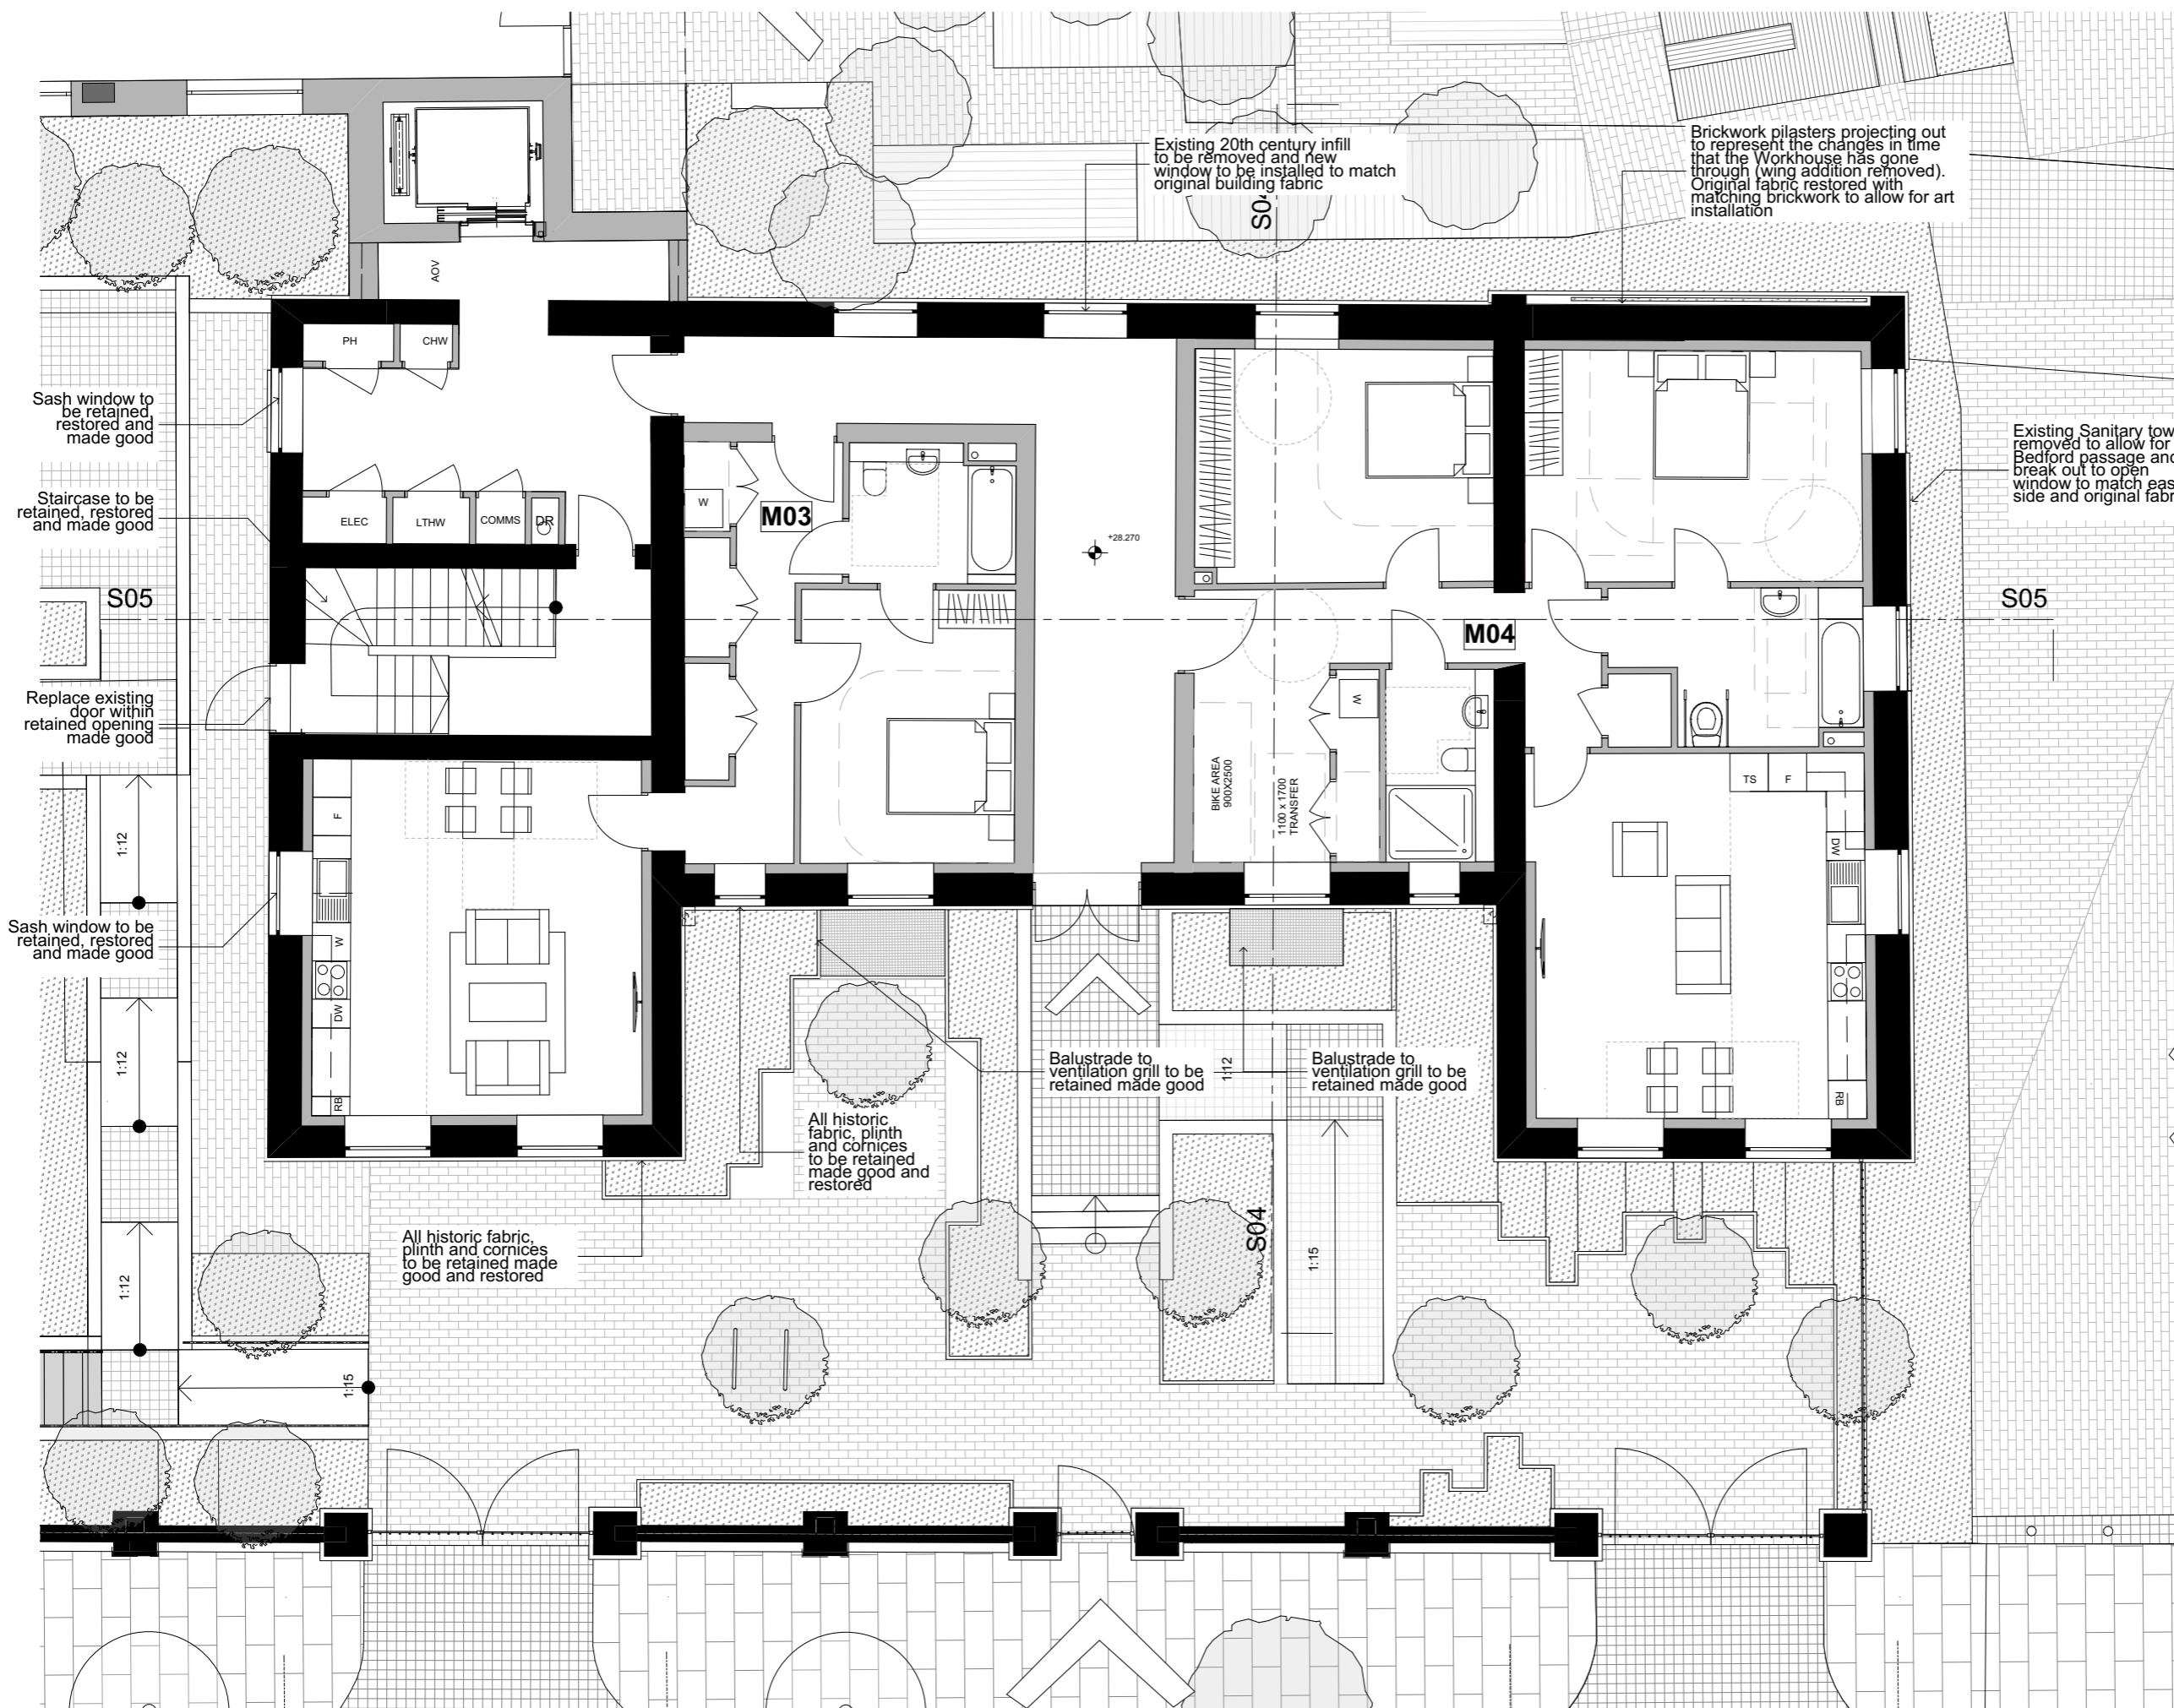 Existing 20th century infill
to be removed and new
window to be installed to match
original building fabric
Brickwork pilasters projecting out
to represent the changes in time
that the Workhouse has gone
through (wing addition removed).
Original fabric restored with
matching brickwork to allow for art
installation
S04
AOV
PH
CHW
Sash window to
be retained,
restored and
made good
Existing Sanitary tow
removed to allow for
Bedford passage and
break out to open
window to match eas
side and original fabr
Staircase to be
retained, restored
and made good
ELEC
LTHW
COMMS
DR
W
M03
+28.270
S05
M04
S05
Replace existing
door within
retained opening
made good
W
BIKE AREA
900X2500
1100 x 1700
TRANSFER
TS
F
DW
F
1:12
Sash window to be
retained, restored
and made good
W
DW
RB
RB
1:12
Balustrade to
ventilation grill to be
retained made good
1:12
Balustrade to
ventilation grill to be
retained made good
All historic
fabric, plinth
and cornices
to be retained
made good and
restored
All historic fabric,
plinth and cornices
to be retained made
good and restored
S04
1:15
1:12
1:15